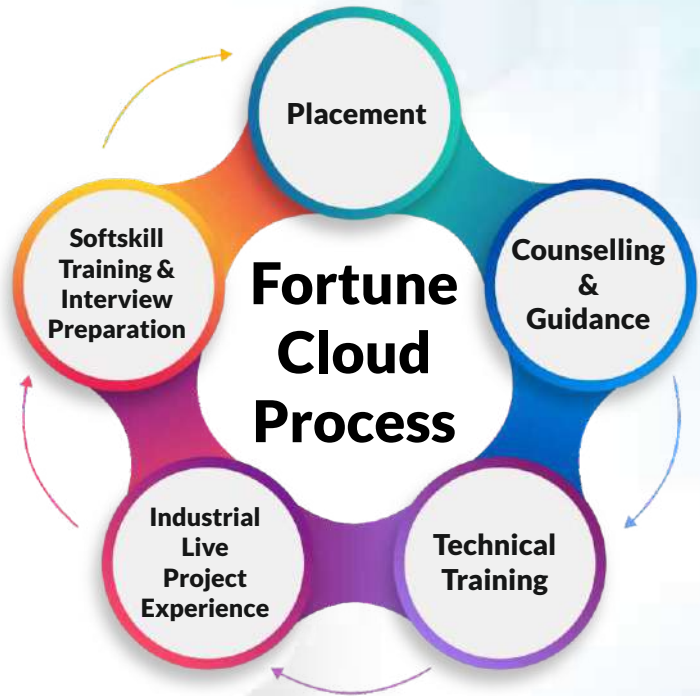 Placement
Counselling
&
Guidance
Technical
Training
Industrial
Live
Project
Experience
Softskill
Training &
Interview
Preparation
Fortune
Cloud
Process